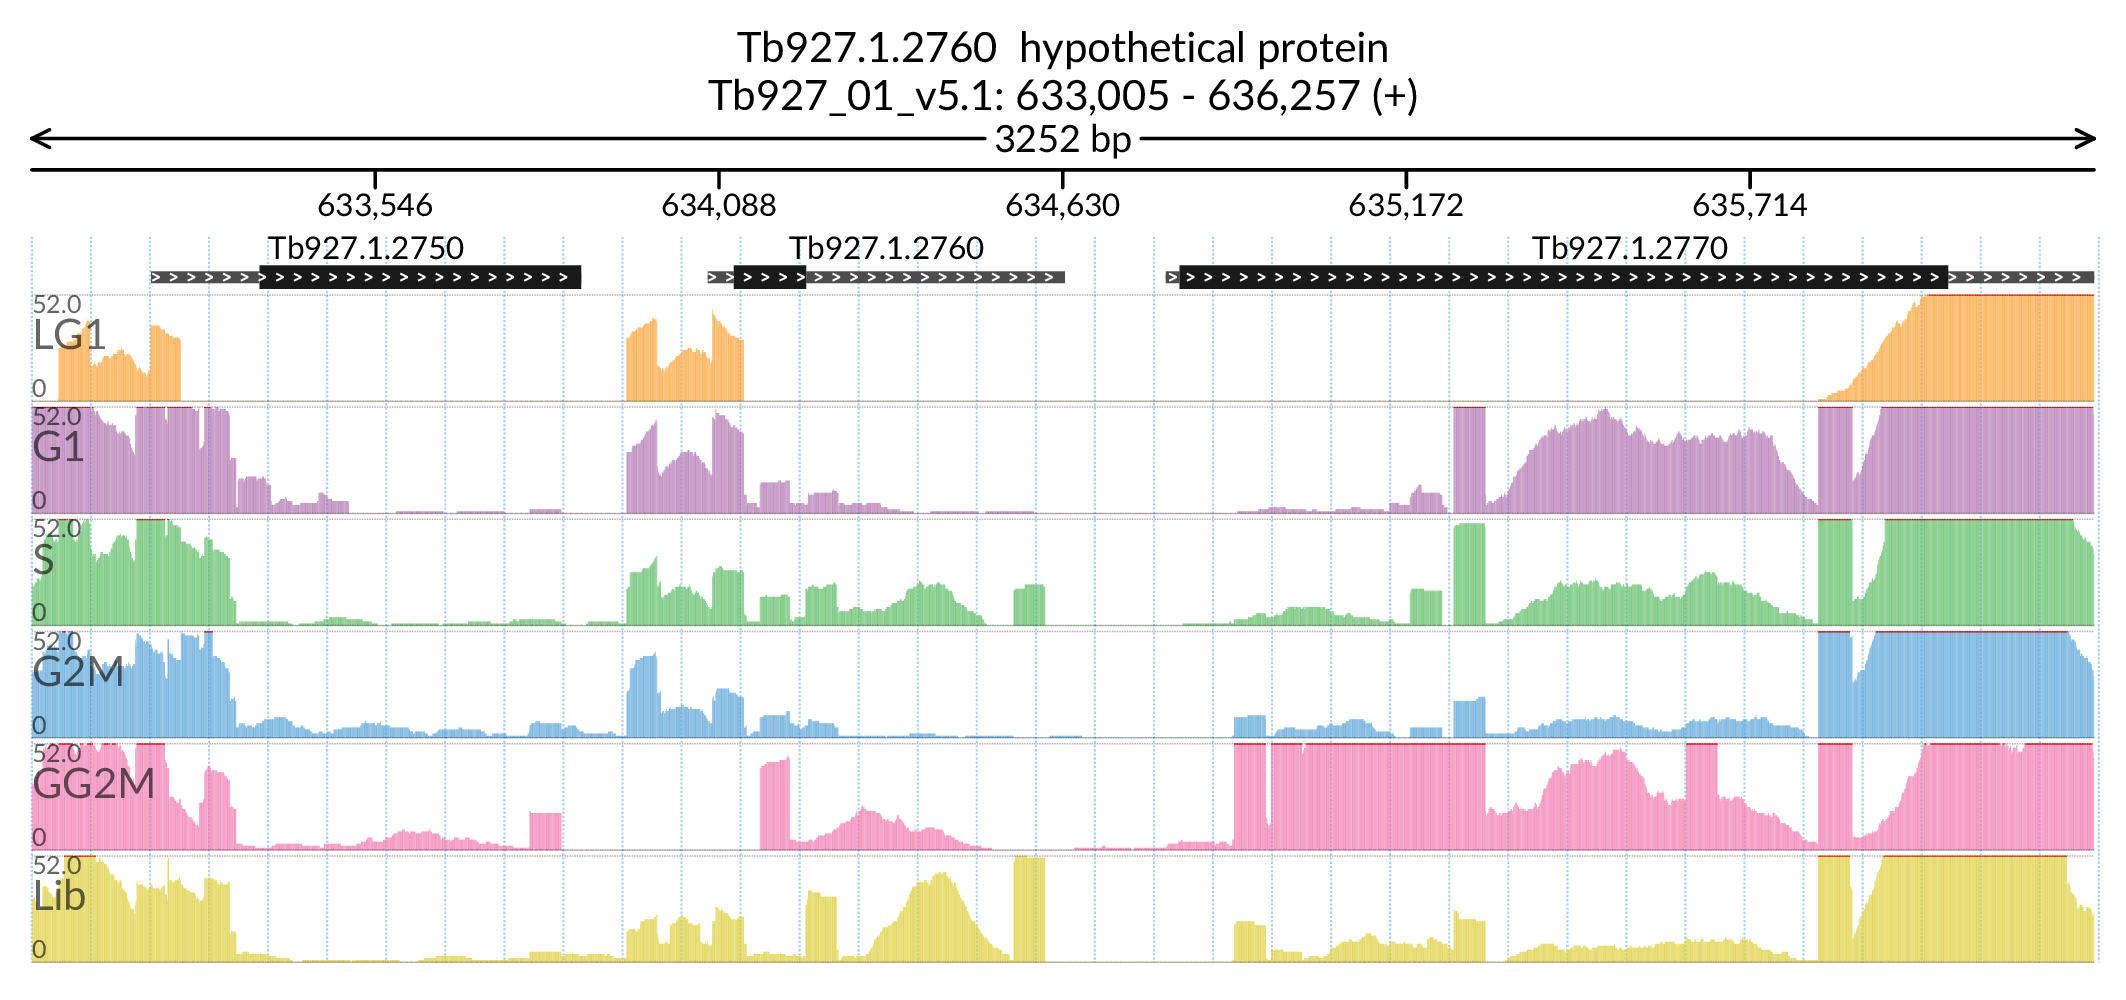 Tb927.1.2760  hypothetical protein
Tb927_01_v5.1: 633,005 - 636,257 (+)
3252 bp
633,546 634,088 634,630 635,172 635,714
Tb927.1.2750 Tb927.1.2760 Tb927.1.2770
52.0
LG1
0
52.0
G1
0
52.0
S
0
52.0
G2M
0
52.0
GG2M
0
52.0
Lib
0